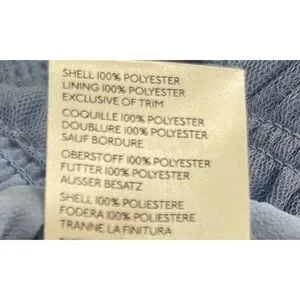 SHELL 100% POLYESTER
LINING 100% POLYESTER
EXCLUSIVE OF TRIM
COQUILLE 100% POLYESTER
DOUBLURE 100% POLYESTER
SAUF BORDURE
OBERSTOFF 100% POLYESTER
FUTTER 100% POLYESTER
AUSSER BESATZ
SHELL 100% POLIESTERE
FODERA 100% POLIESTERE
TRANNE LA FINITURA